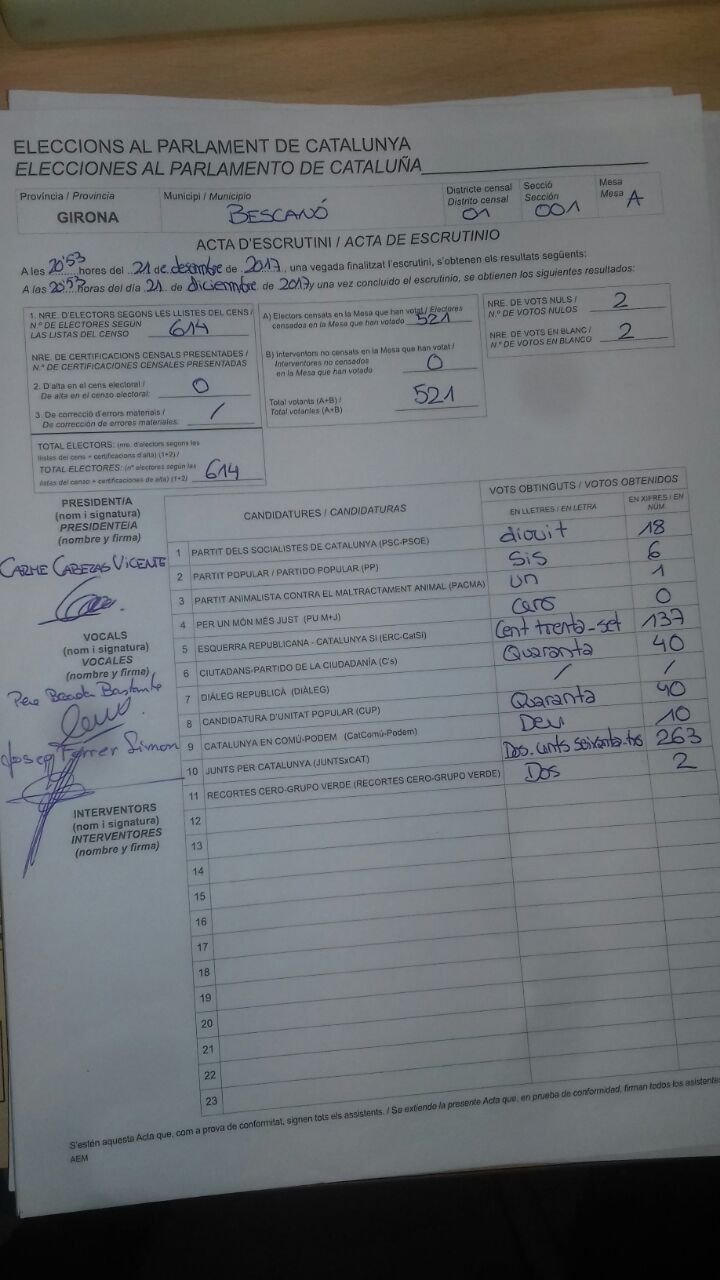 ELECCIONS AL PARLAMENT DE CATALUNYA
ELECCIONES AL PARLAMENTO DE CATALUÑA
Província / Provincia
GIRONA
Municipi / Municipio
BESCANÓ
Districte censal
Distrito censal
01
Secció
Sección
001
Mesa
Mesa A
ACTA D'ESCRUTINI / ACTA DE ESCRUTINIO
A les 20'53 hores del 21 de desembre de 2017, una vegada finalitzat l'escrutini, s'obtenen els resultats següents:
A las 20:53 horas del día 21 de diciembre de 2017 y una vez concluido el escrutinio, se obtienen los siguientes resultados:
1. NRE. D'ELECTORS SEGONS LES LLISTES DEL CENS /
N.º DE ELECTORES SEGÚN
LAS LISTAS DEL CENSO 614
NRE. DE CERTIFICACIONS CENSALS PRESENTADES /
N.º DE CERTIFICACIONES CENSALES PRESENTADAS
2. D'alta en el cens electoral /
De alta en el censo electoral: 0
3. De correcció d'errors materials /
De corrección de errores materiales: /
TOTAL ELECTORS: (nre. d'electors segons les
llistes del cens + certificacions d'alta) (1+2) /
TOTAL ELECTORES: (nº electores según las
listas del censo + certificaciones de alta) (1+2) 614
A) Electors censats en la Mesa que han votat / Electores
censados en la Mesa que han votado 521
B) Interventors no censats en la Mesa que han votat /
Interventores no censados
en la Mesa que han votado 0
Total votants (A+B) /
Total votantes (A+B) 521
NRE. DE VOTS NULS /
N.º DE VOTOS NULOS 2
NRE. DE VOTS EN BLANC /
N.º DE VOTOS EN BLANCO 2
PRESIDENT/A
(nom i signatura)
PRESIDENTE/A
(nombre y firma)
CARME CABEZAS VICENTE
VOCALS
(nom i signatura)
VOCALES
(nombre y firma)
Pere
Josep Ferrer Simon
INTERVENTORS
(nom i signatura)
INTERVENTORES
(nombre y firma)
CANDIDATURES / CANDIDATURAS
VOTS OBTINGUTS / VOTOS OBTENIDOS
EN LLETRES / EN LETRA
EN XIFRES / EN NÚM.
1 PARTIT DELS SOCIALISTES DE CATALUNYA (PSC-PSOE) diouit 18
2 PARTIT POPULAR / PARTIDO POPULAR (PP) Sis 6
3 PARTIT ANIMALISTA CONTRA EL MALTRACTAMENT ANIMAL (PACMA) un 1
4 PER UN MÓN MÉS JUST (PU M+J) cero 0
5 ESQUERRA REPUBLICANA - CATALUNYA SI (ERC-CatSí) Cent trenta-set 137
6 CIUTADANS-PARTIDO DE LA CIUDADANÍA (C's) Quaranta 40
7 DIÀLEG REPUBLICÀ (DIÀLEG) / /
8 CANDIDATURA D'UNITAT POPULAR (CUP) Quaranta 40
9 CATALUNYA EN COMÚ-PODEM (CatComú-Podem) Deu 10
10 JUNTS PER CATALUNYA (JUNTSxCAT) Dos. cents seixanta-tres 263
11 RECORTES CERO-GRUPO VERDE (RECORTES CERO-GRUPO VERDE) Dos 2
12
13
14
15
16
17
18
19
20
21
22
23
S'estén aquesta Acta que, com a prova de conformitat, signen tots els assistents. / Se extiende la presente Acta que, en prueba de conformidad, firman todos los asistentes
AEM